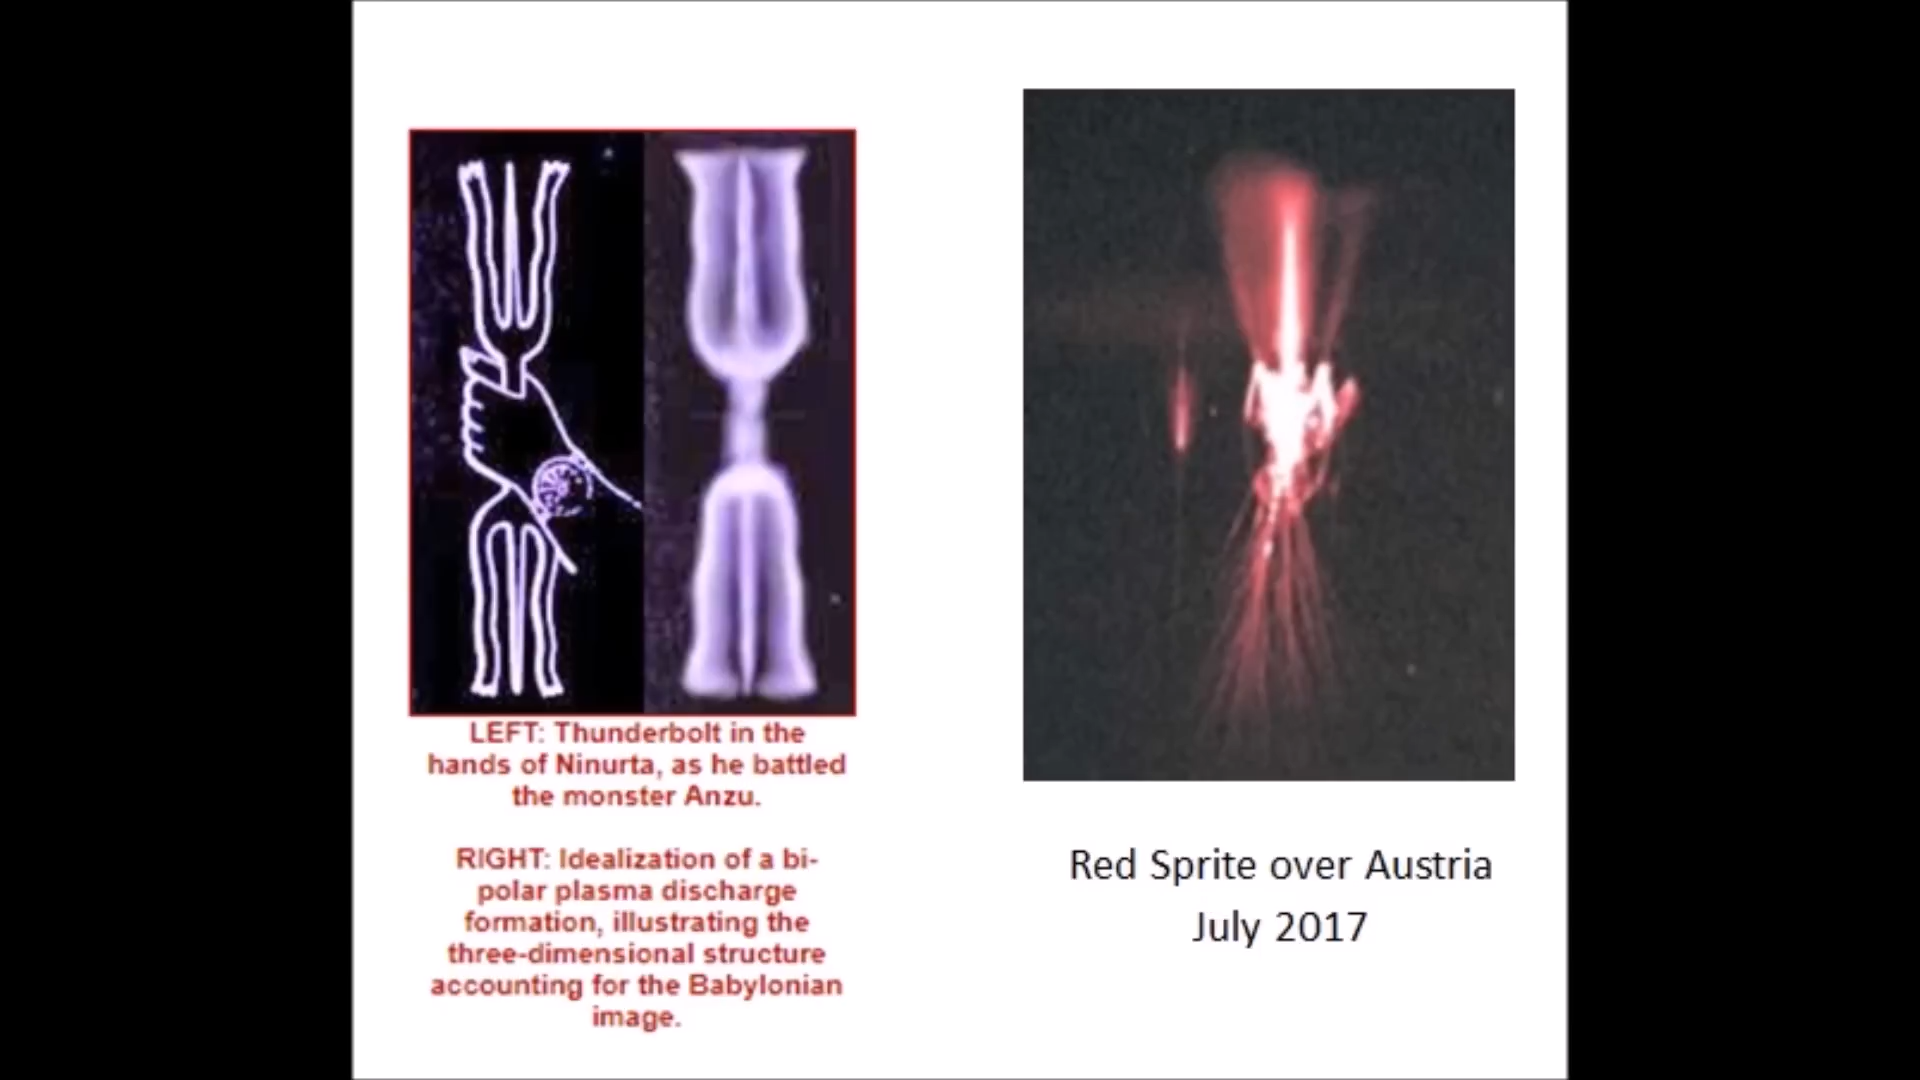 LEFT: Thunderbolt in the
hands of Ninurta, as he battled
the monster Anzu.
RIGHT: Idealization of a bi-
polar plasma discharge
formation, illustrating the
three-dimensional structure
accounting for the Babylonian
image.
Red Sprite over Austria
July 2017